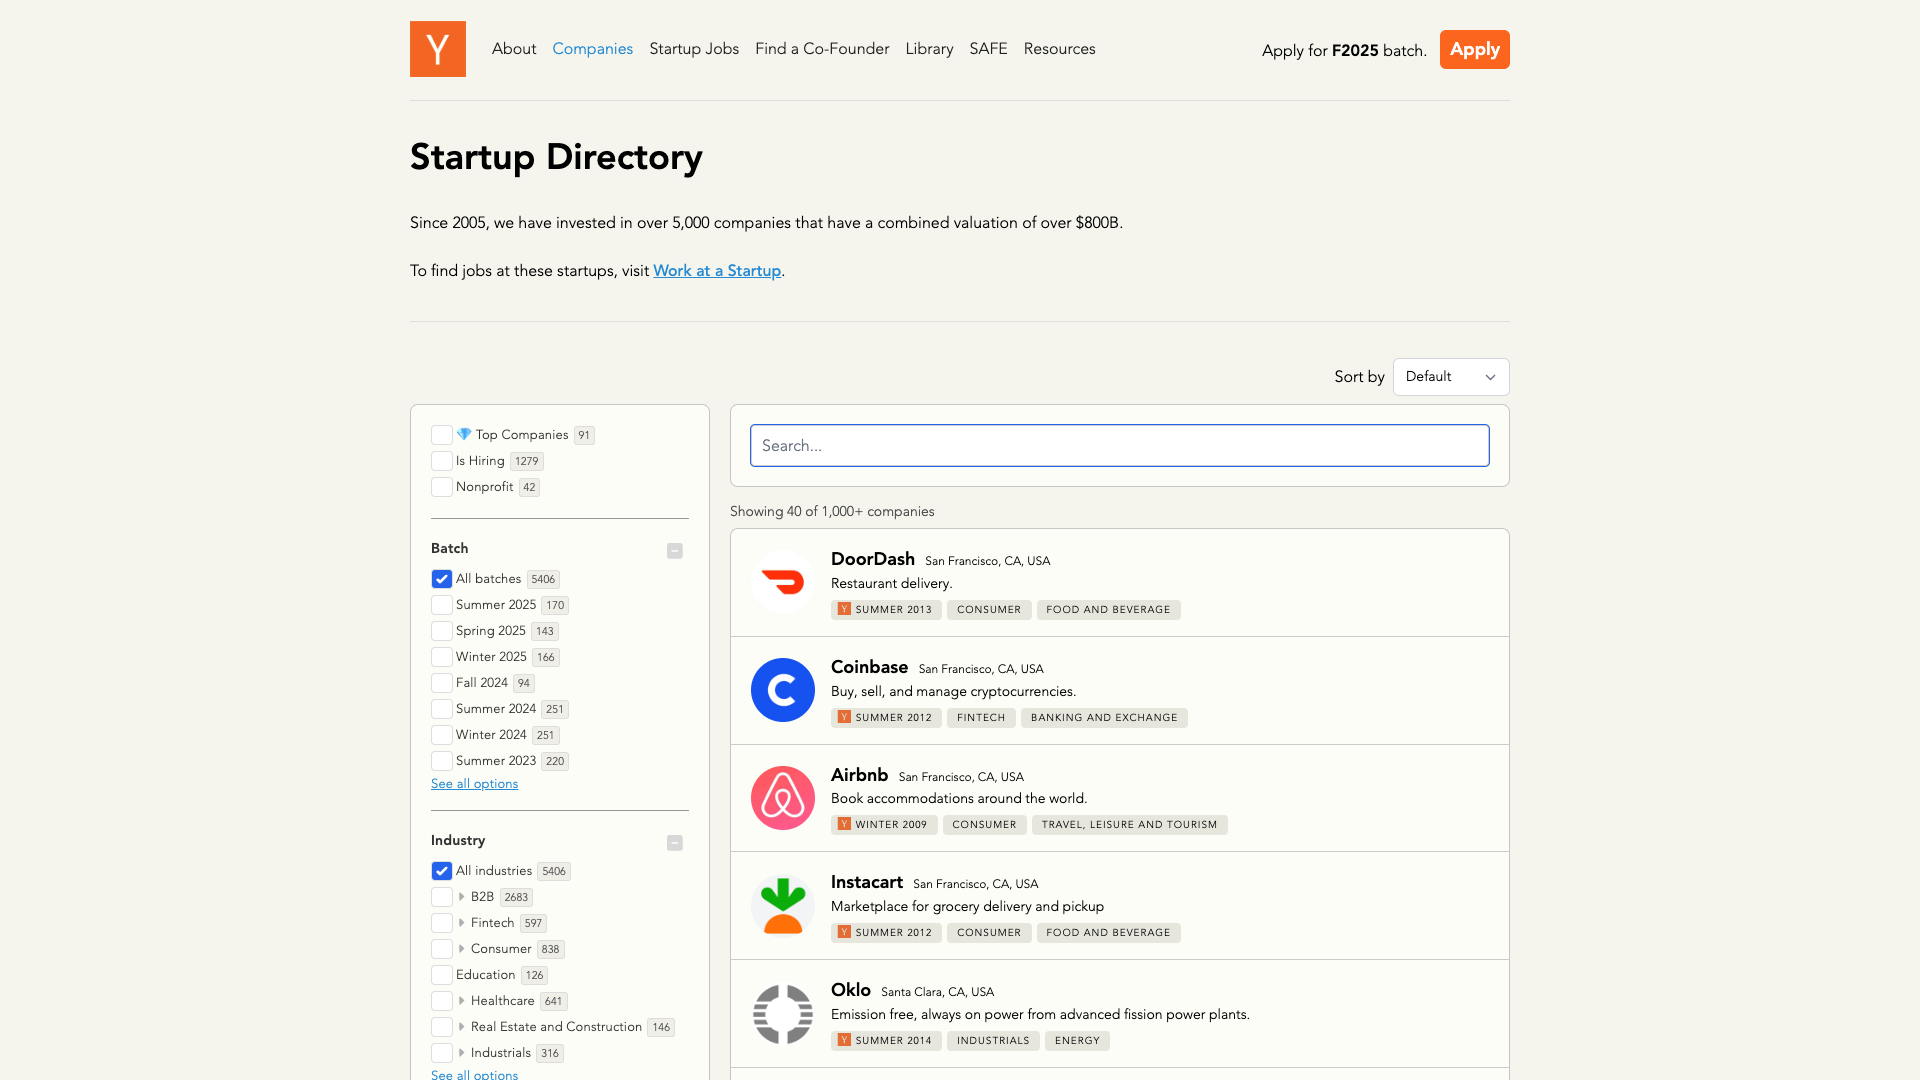 Y
About Companies Startup Jobs Find a Co-Founder Library SAFE Resources
Apply for F2025 batch. Apply
Startup Directory
Since 2005, we have invested in over 5,000 companies that have a combined valuation of over $800B.
To find jobs at these startups, visit Work at a Startup.
Sort by Default
Top Companies 91
Is Hiring 1279
Nonprofit 42
Batch
All batches 5406
Summer 2025 170
Spring 2025 143
Winter 2025 166
Fall 2024 94
Summer 2024 251
Winter 2024 251
Summer 2023 220
See all options
Industry
All industries 5406
B2B 2683
Fintech 597
Consumer 838
Education 126
Healthcare 641
Real Estate and Construction 146
Industrials 316
See all options
Search...
Showing 40 of 1,000+ companies
DoorDash San Francisco, CA, USA
Restaurant delivery.
Y SUMMER 2013 CONSUMER FOOD AND BEVERAGE
Coinbase San Francisco, CA, USA
Buy, sell, and manage cryptocurrencies.
Y SUMMER 2012 FINTECH BANKING AND EXCHANGE
Airbnb San Francisco, CA, USA
Book accommodations around the world.
Y WINTER 2009 CONSUMER TRAVEL, LEISURE AND TOURISM
Instacart San Francisco, CA, USA
Marketplace for grocery delivery and pickup
Y SUMMER 2012 CONSUMER FOOD AND BEVERAGE
Oklo Santa Clara, CA, USA
Emission free, always on power from advanced fission power plants.
Y SUMMER 2014 INDUSTRIALS ENERGY